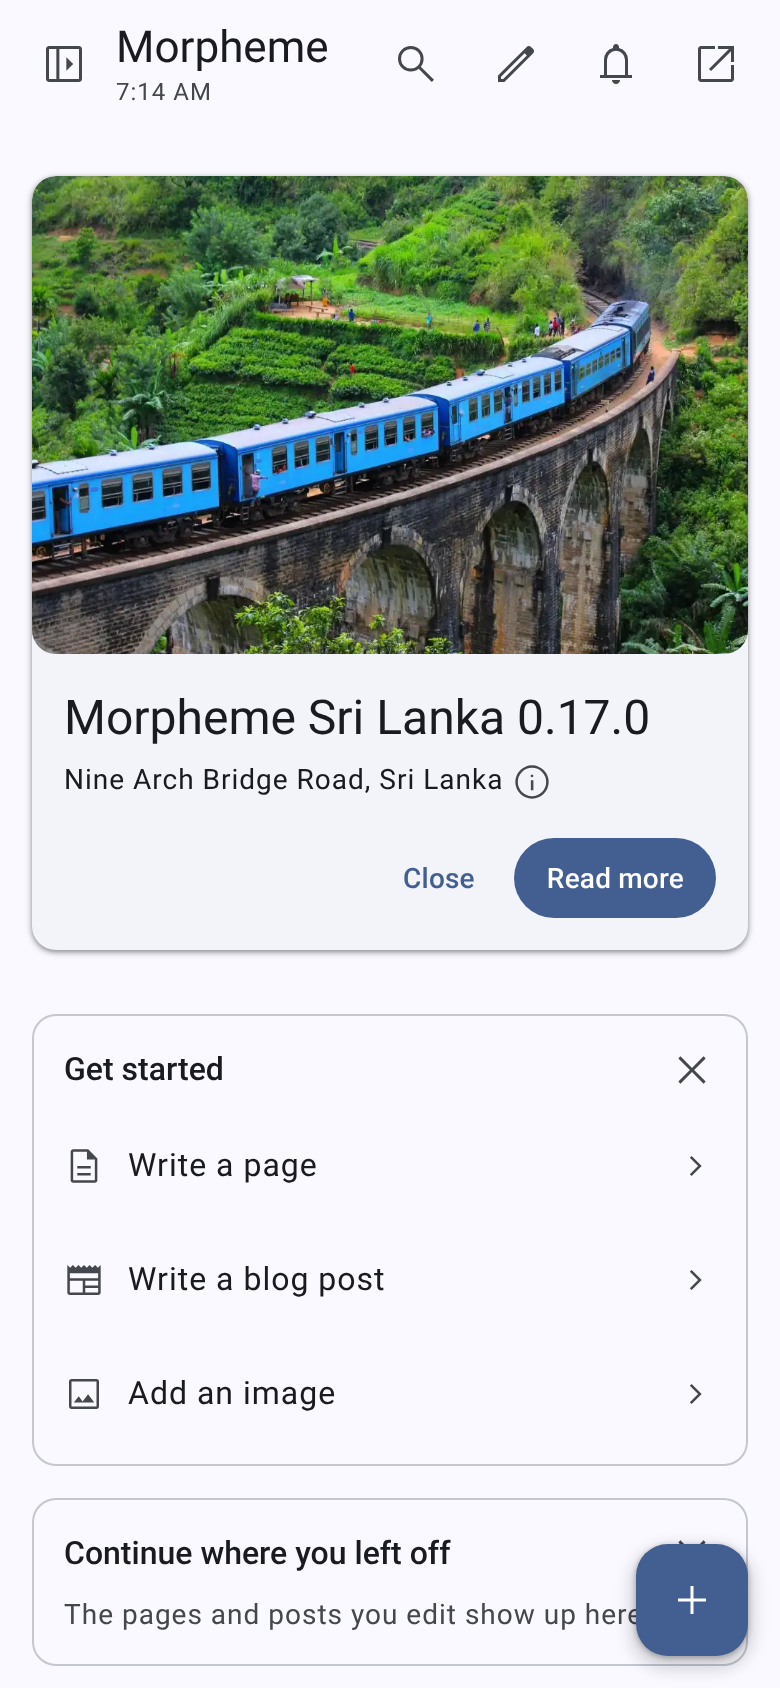 Morpheme
7:14 AM
Morpheme Sri Lanka 0.17.0
Nine Arch Bridge Road, Sri Lanka
Close
Read more
Get started
Write a page
Write a blog post
Add an image
Continue where you left off
The pages and posts you edit show up here